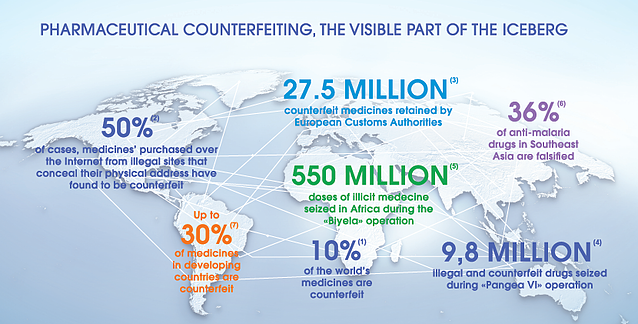 PHARMACEUTICAL COUNTERFEITING, THE VISIBLE PART OF THE ICEBERG
27.5 MILLION(3)
counterfeit medicines retained by
European Customs Authorities
36%(6)
of anti-malaria
drugs in Southeast
Asia are falsified
50%(2)
of cases, medicines' purchased over
the Internet from illegal sites that
conceal their physical address have
found to be counterfeit
550 MILLION(5)
doses of illicit medecine
seized in Africa during the
«Biyela» operation
Up to
30%(7)
of medicines
in developing
countries are
counterfeit
10%(1)
of the world's
medicines are
counterfeit
9,8 MILLION(4)
illegal and counterfeit drugs seized
during «Pangea VI» operation